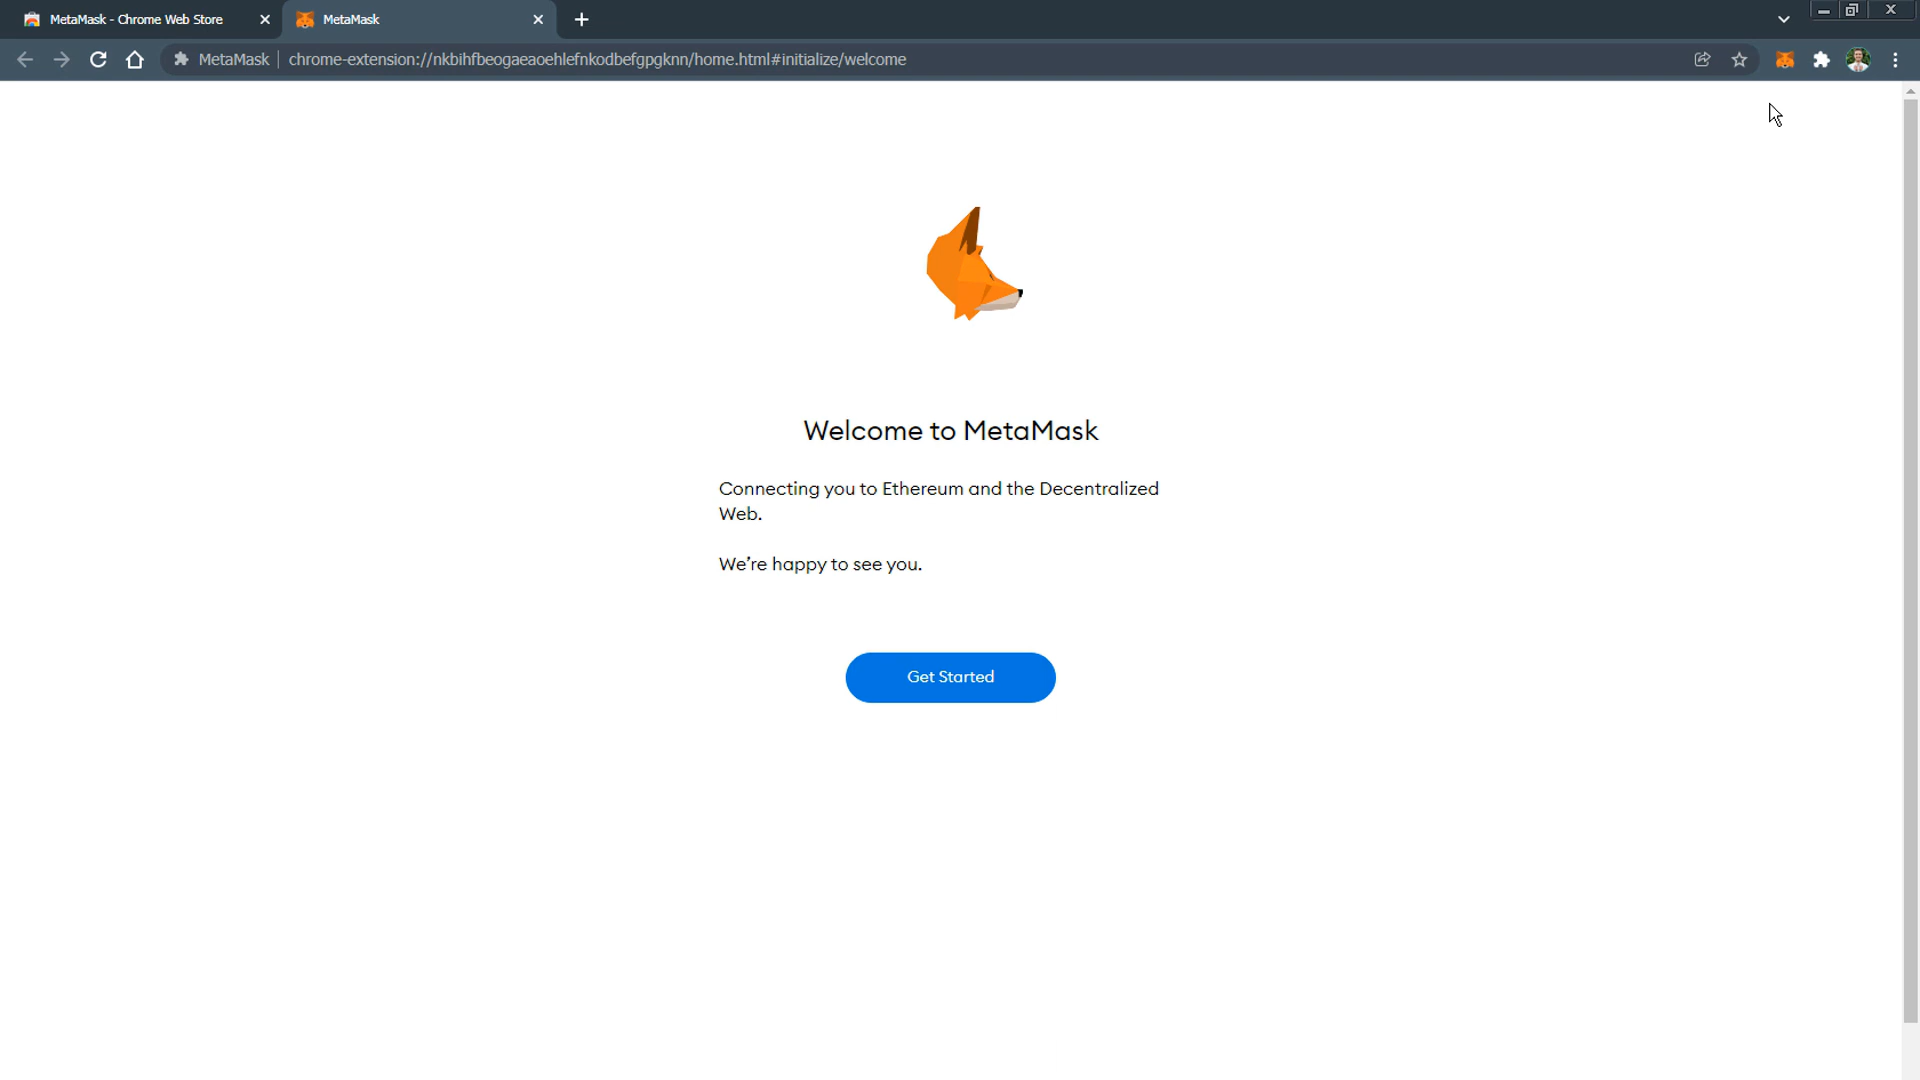 MetaMask - Chrome Web Store
MetaMask
MetaMask
chrome-extension://nkbihfbeogaeaoehlefnkodbefgpgknn/home.html#initialize/welcome
Welcome to MetaMask
Connecting you to Ethereum and the Decentralized
Web.
We're happy to see you.
Get Started